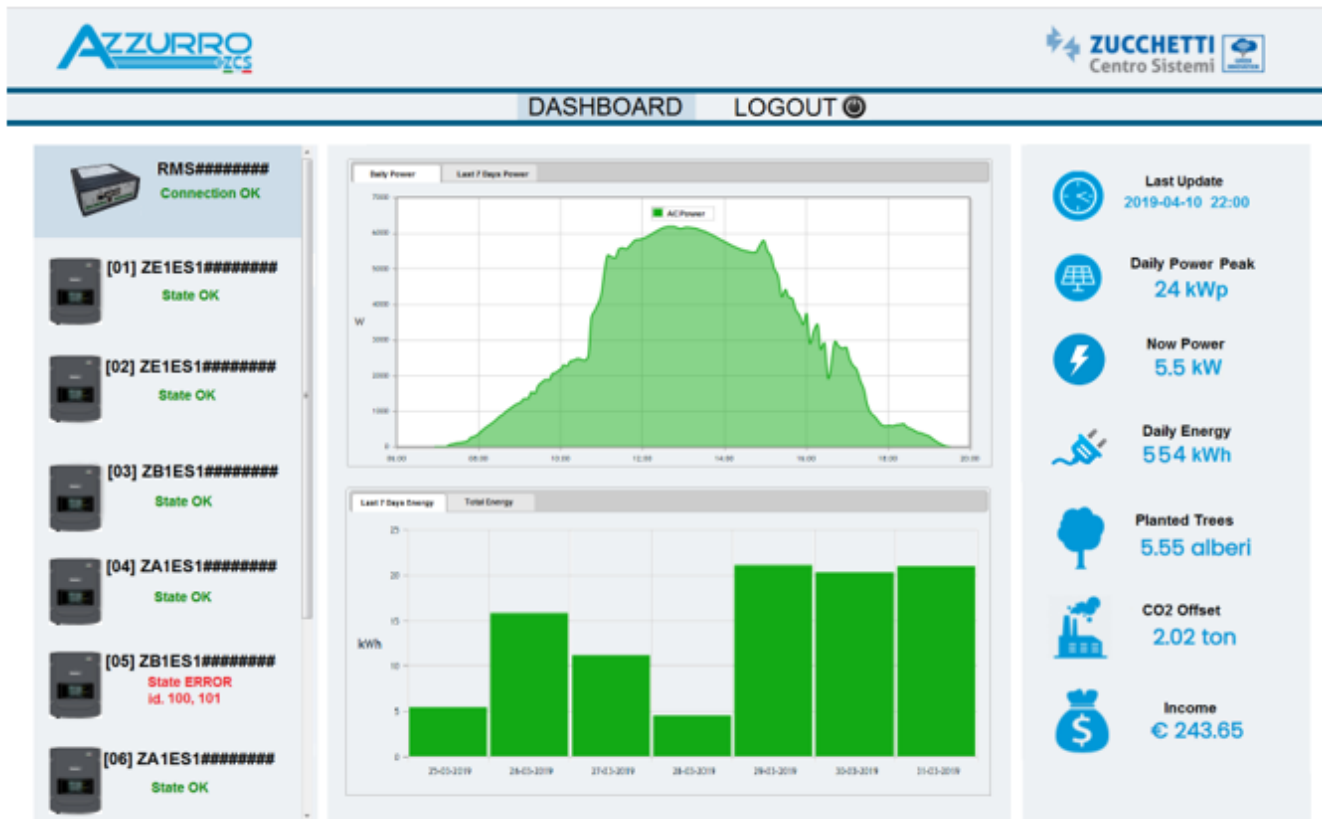 AZZURRO
ZCS
ZUCCHETTI
Centro Sistemi
DASHBOARD LOGOUT
RMS########
Connection OK
[01] ZE1ES1########
State OK
[02] ZE1ES1########
State OK
[03] ZB1ES1########
State OK
[04] ZA1ES1########
State OK
[05] ZB1ES1########
State ERROR
id. 100, 101
[06] ZA1ES1########
State OK
Daily Power Last 7 Days Power
AC Power
7000
6000
5000
4000
W
3000
2000
1000
0
06:00 08:00 10:00 12:00 14:00 16:00 18:00 20:00
Last 7 Days Energy Total Energy
25
20
15
kWh
10
5
0
25-03-2019 26-03-2019 27-03-2019 28-03-2019 29-03-2019 30-03-2019 31-03-2019
Last Update
2019-04-10 22:00
Daily Power Peak
24 kWp
Now Power
5.5 kW
Daily Energy
554 kWh
Planted Trees
5.55 alberi
CO2 Offset
2.02 ton
Income
€ 243.65